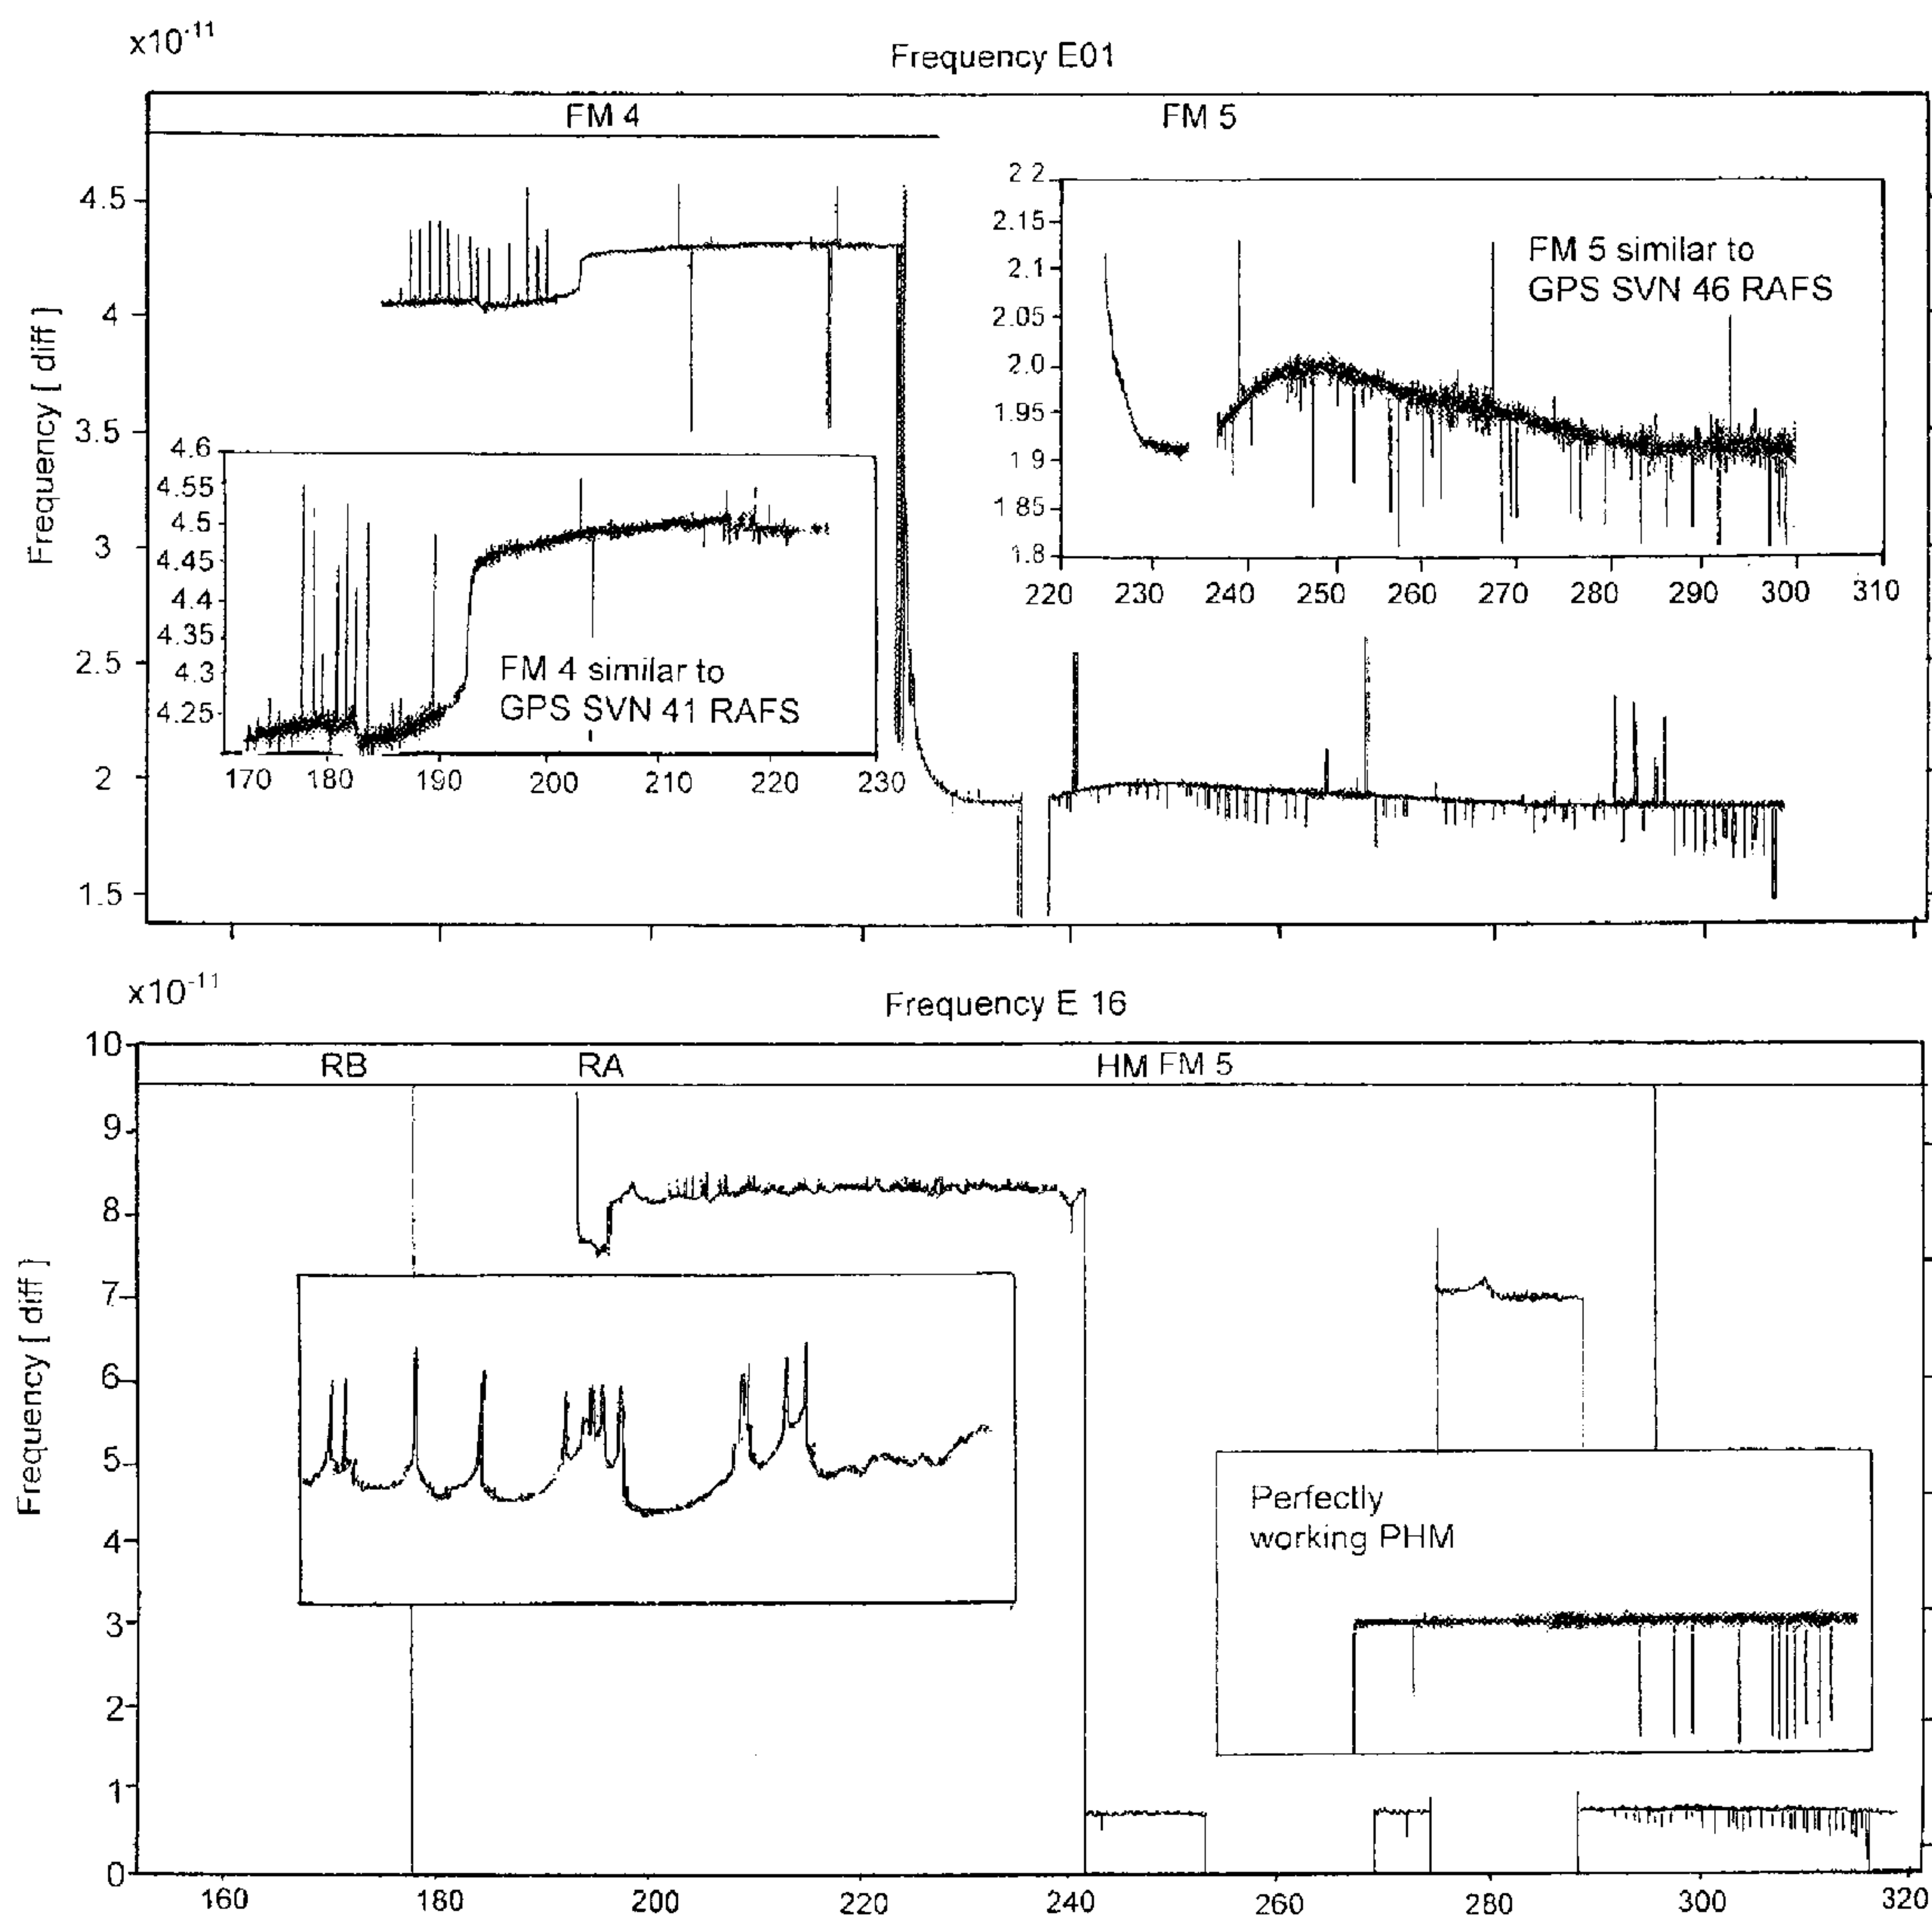 x10⁻¹¹
Frequency E01
FM 4
FM 5
Frequency [ diff ]
4.5
4
3.5
3
2.5
2
1.5
4.6
4.55
4.5
4.45
4.4
4.35
4.3
4.25
FM 4 similar to
GPS SVN 41 RAFS
170 180 190 200 210 220 230
2 2
2.15
2.1
2.05
2.0
1.95
1 9
1 85
1.8
FM 5 similar to
GPS SVN 46 RAFS
220 230 240 250 260 270 280 290 300 310
x10⁻¹¹
Frequency E 16
RB
RA
HM FM 5
Frequency [ diff ]
10
9
8
7
6
5
4
3
2
1
0
Perfectly
working PHM
160 180 200 220 240 260 280 300 320